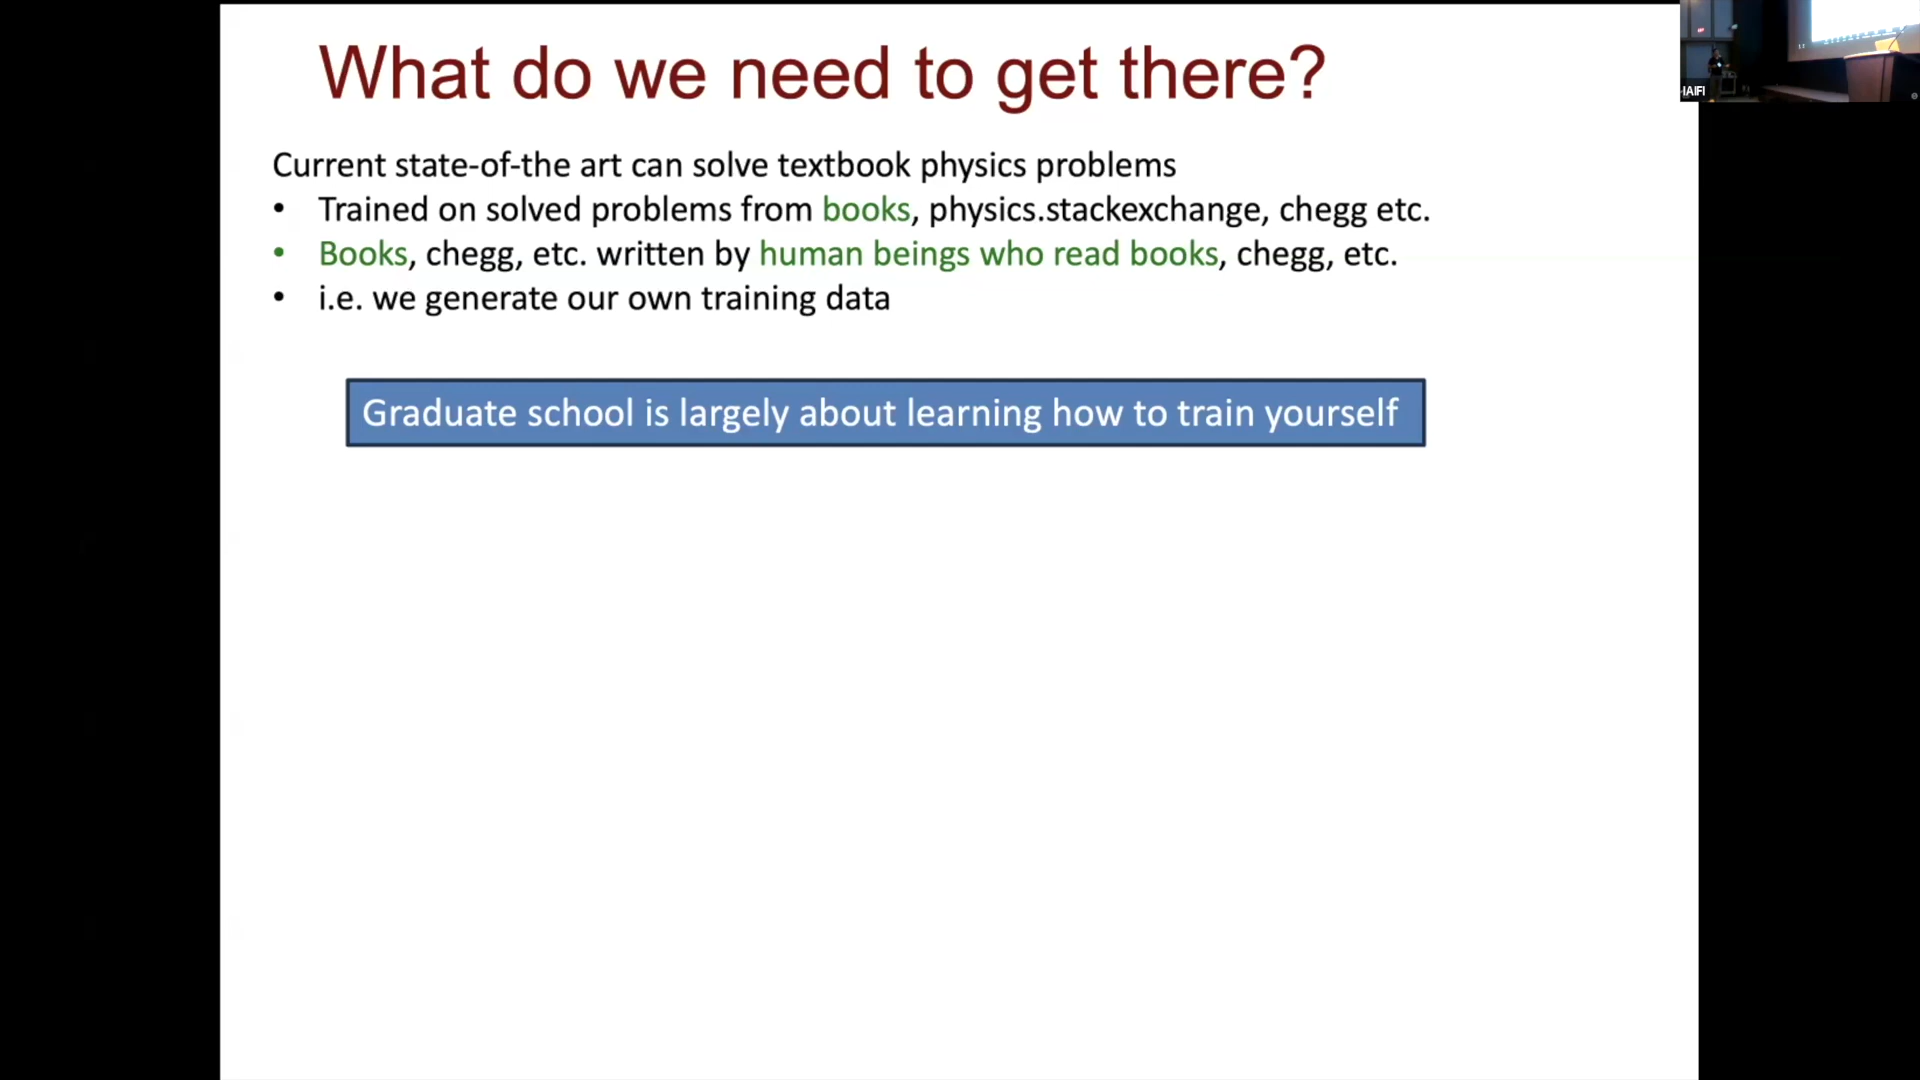 What do we need to get there?
Current state-of-the art can solve textbook physics problems
• Trained on solved problems from books, physics.stackexchange, chegg etc.
• Books, chegg, etc. written by human beings who read books, chegg, etc.
• i.e. we generate our own training data
Graduate school is largely about learning how to train yourself
IAIFI